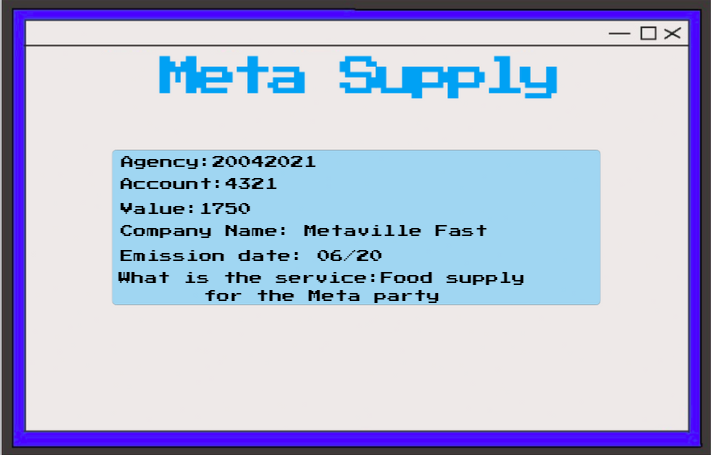 Meta Supply
Agency:20042021
Account:4321
Value:1750
Company Name: Metaville Fast
Emission date: 06/20
What is the service:Food supply
for the Meta party